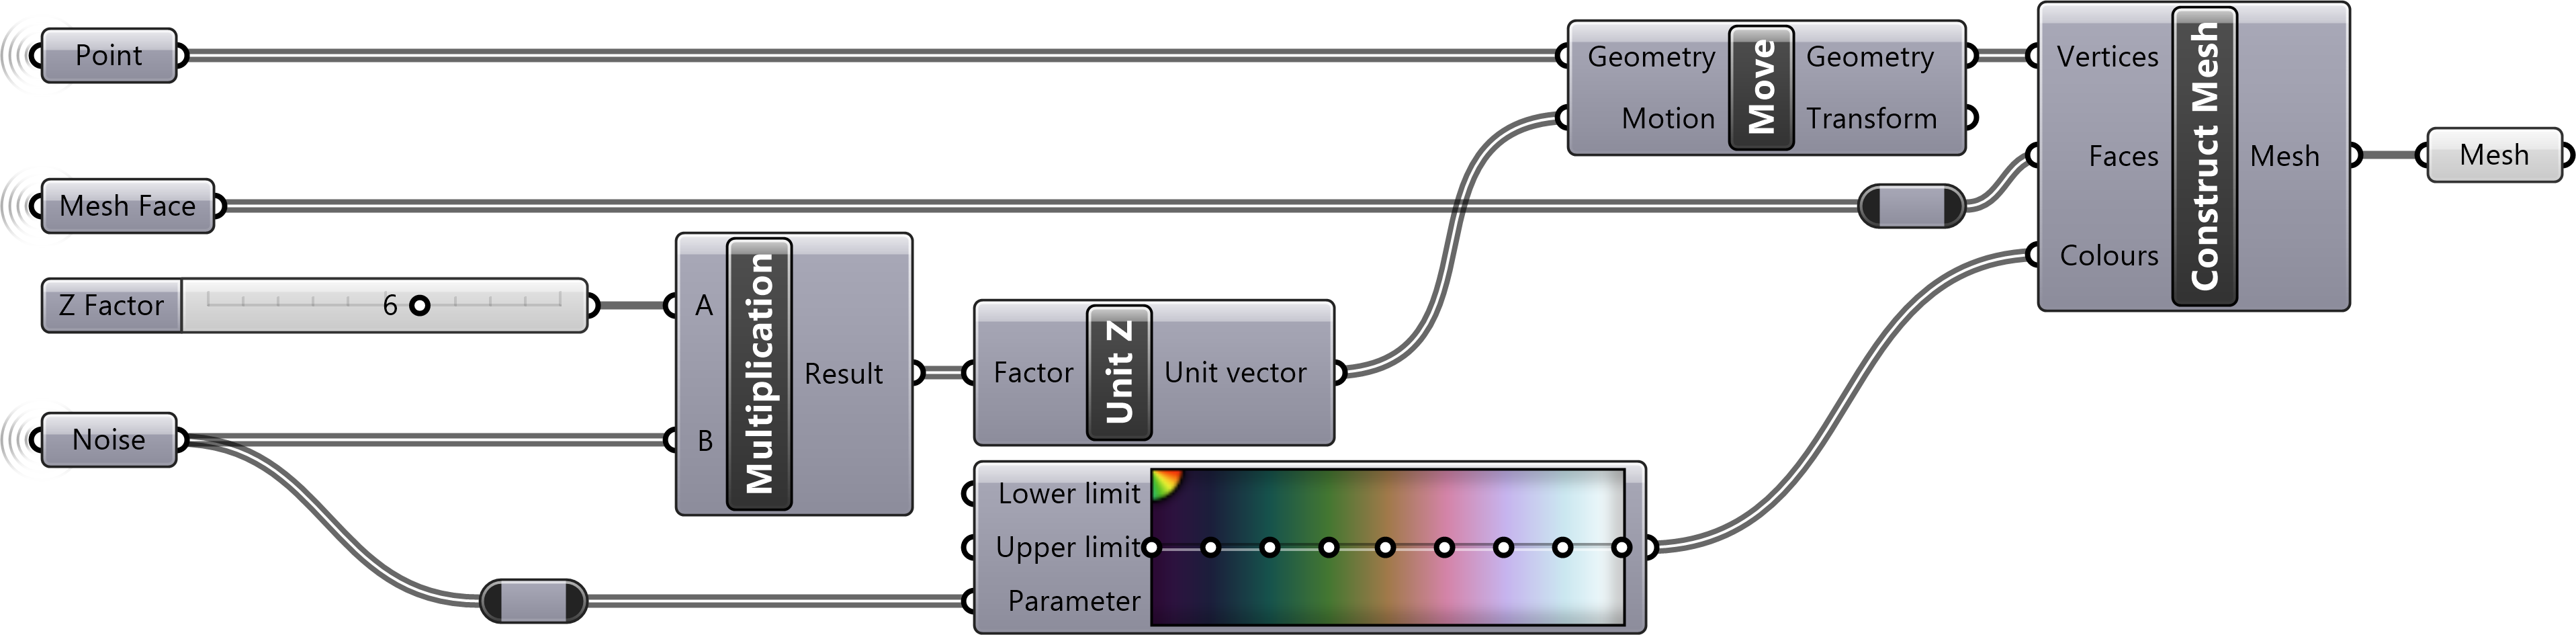 Point
Geometry
Motion
Move
Geometry
Transform
Vertices
Faces
Colours
Construct Mesh
Mesh
Mesh
Mesh Face
Z Factor
6
Noise
A
B
Multiplication
Result
Factor
Unit Z
Unit vector
Lower limit
Upper limit
Parameter